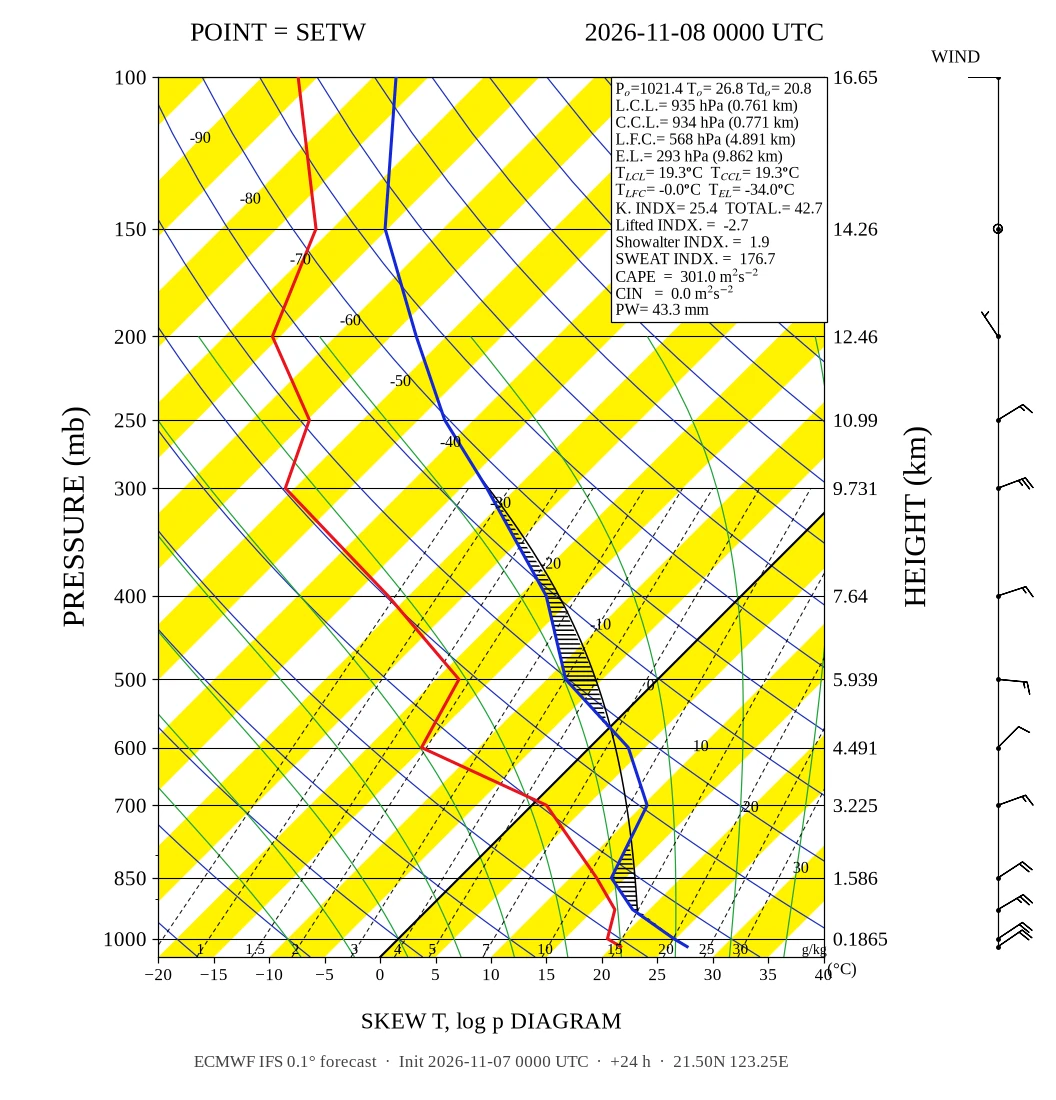 POINT = SETW 2026-11-08 0000 UTC
WIND
100 16.65
Pₒ=1021.4 Tₒ= 26.8 Tdₒ= 20.8
L.C.L.= 935 hPa (0.761 km)
C.C.L.= 934 hPa (0.771 km)
L.F.C.= 568 hPa (4.891 km)
E.L.= 293 hPa (9.862 km)
T_LCL= 19.3°C T_CCL= 19.3°C
T_LFC= -0.0°C T_EL= -34.0°C
K. INDX= 25.4 TOTAL.= 42.7
Lifted INDX. = -2.7
Showalter INDX. = 1.9
SWEAT INDX. = 176.7
CAPE = 301.0 m²s⁻²
CIN = 0.0 m²s⁻²
PW= 43.3 mm
-90
-80
150 14.26
-70
-60
200 12.46
-50
250 10.99
-40
300 9.731
-30
PRESSURE (mb)
HEIGHT (km)
-20
400 7.64
-10
500 0 5.939
600 10 4.491
700 20 3.225
850 30 1.586
1000 0.1865
1 1.5 2 3 4 5 7 10 15 20 25 30 g/kg
−20 −15 −10 −5 0 5 10 15 20 25 30 35 40 (°C)
SKEW T, log p DIAGRAM
ECMWF IFS 0.1° forecast · Init 2026-11-07 0000 UTC · +24 h · 21.50N 123.25E